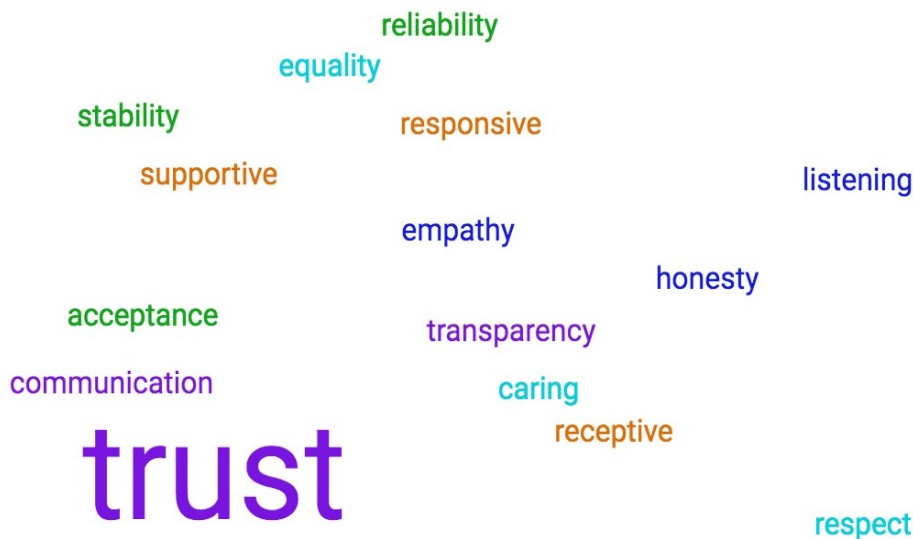 reliability
equality
stability
responsive
supportive
listening
empathy
honesty
acceptance
transparency
communication
caring
receptive
trust
respect